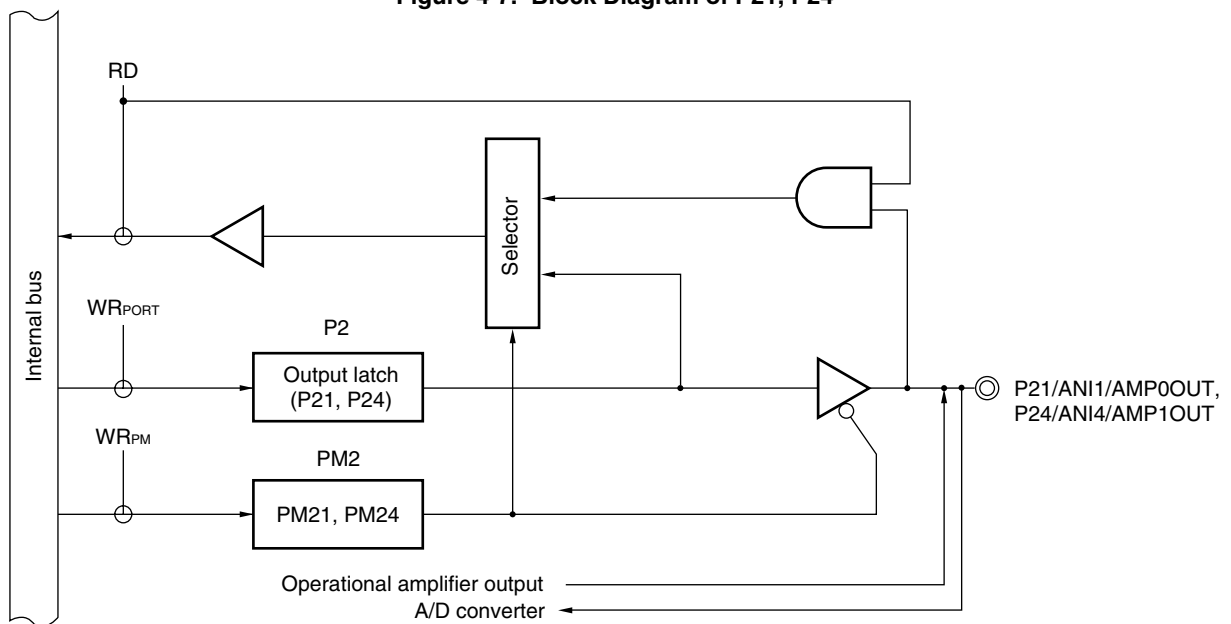 Figure 4-7. Block Diagram of P21, P24
RD
Selector
Internal bus
WRPORT
P2
Output latch
(P21, P24)
P21/ANI1/AMP0OUT,
P24/ANI4/AMP1OUT
WRPM
PM2
PM21, PM24
Operational amplifier output
A/D converter